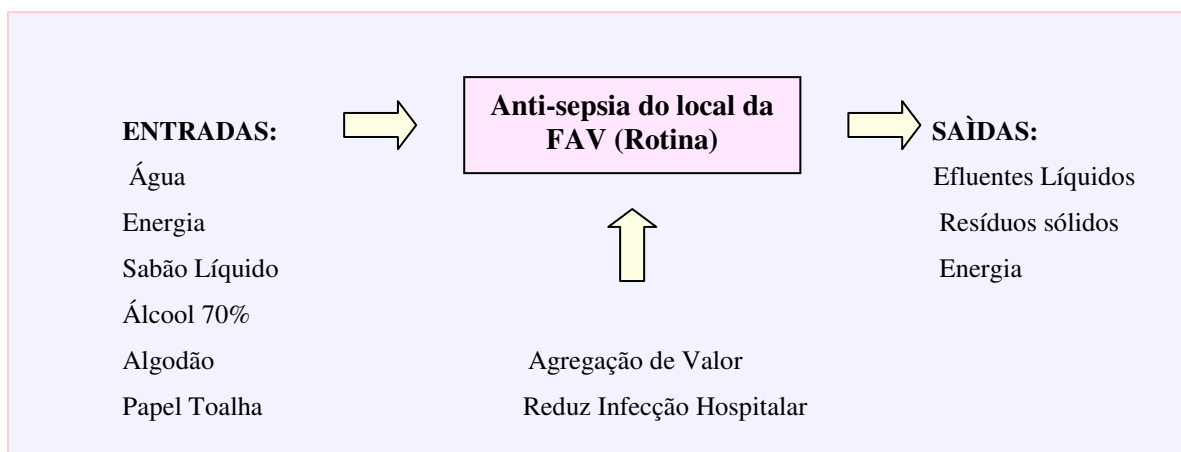 ENTRADAS:
Água
Energia
Sabão Líquido
Álcool 70%
Algodão
Papel Toalha
Anti-sepsia do local da
FAV (Rotina)
Agregação de Valor
Reduz Infecção Hospitalar
SAÌDAS:
Efluentes Líquidos
Resíduos sólidos
Energia